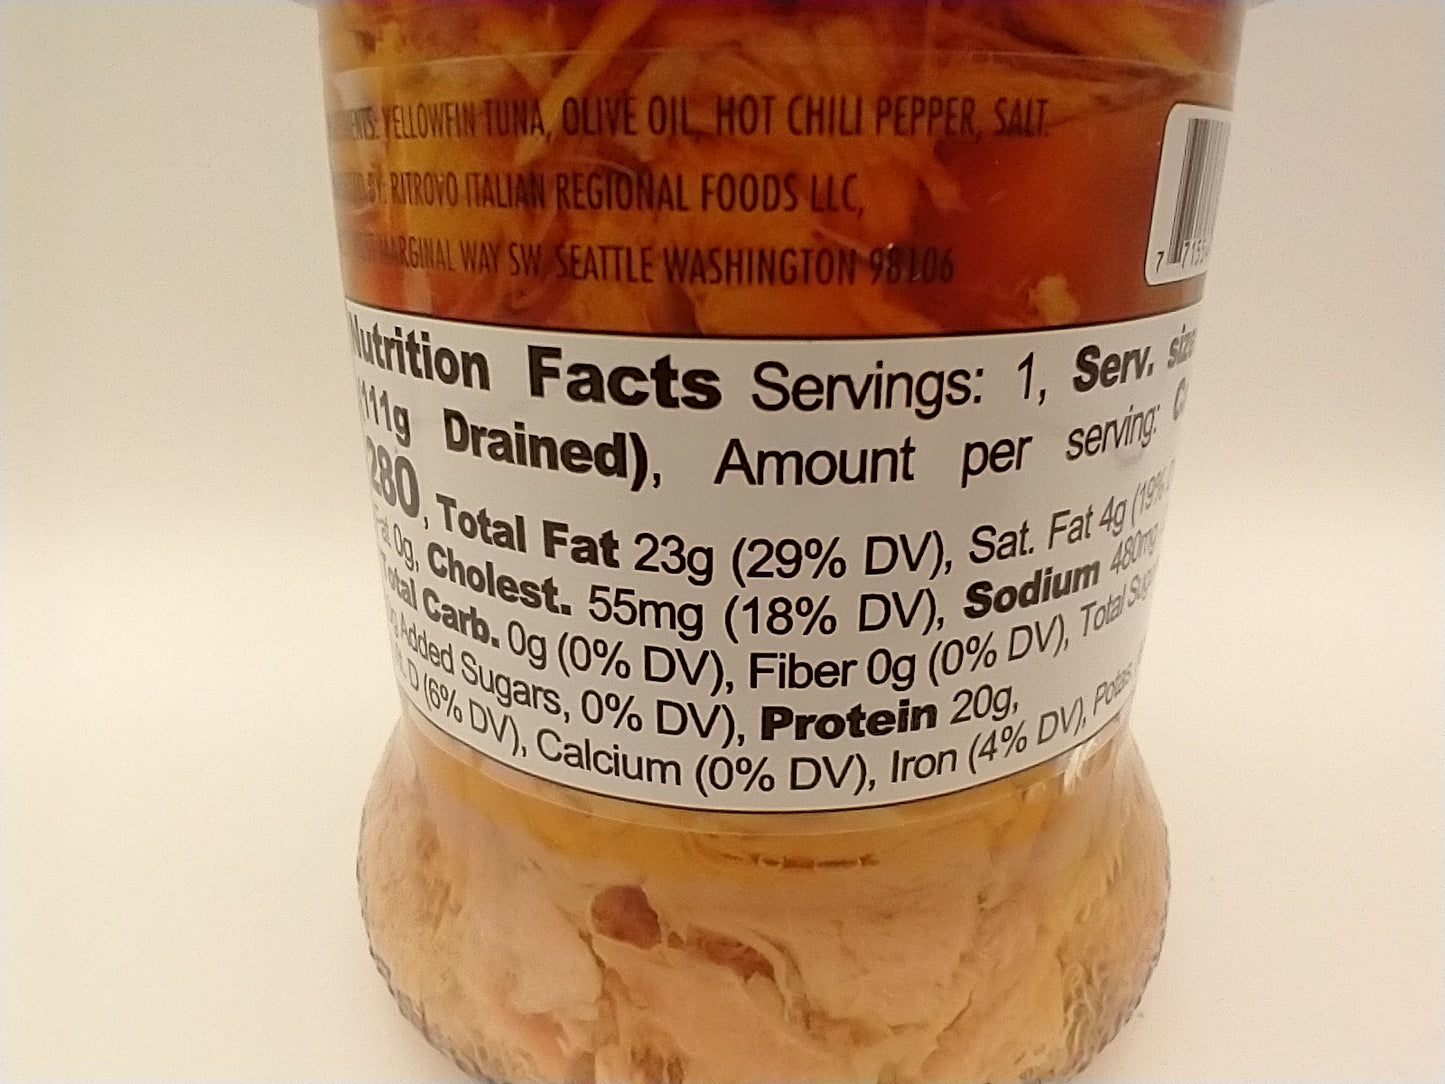 YELLOWFIN TUNA, OLIVE OIL, HOT CHILI PEPPER, SALT.
BY: RITROVO ITALIAN REGIONAL FOODS LLC,
MARGINAL WAY SW, SEATTLE WASHINGTON 98106
7 7155
Nutrition Facts Servings: 1, Serv. size
111g Drained), Amount per serving:
280, Total Fat 23g (29% DV), Sat. Fat 4g (19%
Fat 0g, Cholest. 55mg (18% DV), Sodium 480mg
Total Carb. 0g (0% DV), Fiber 0g (0% DV), Total
Added Sugars, 0% DV), Protein 20g,
D (6% DV), Calcium (0% DV), Iron (4% DV), Potas.